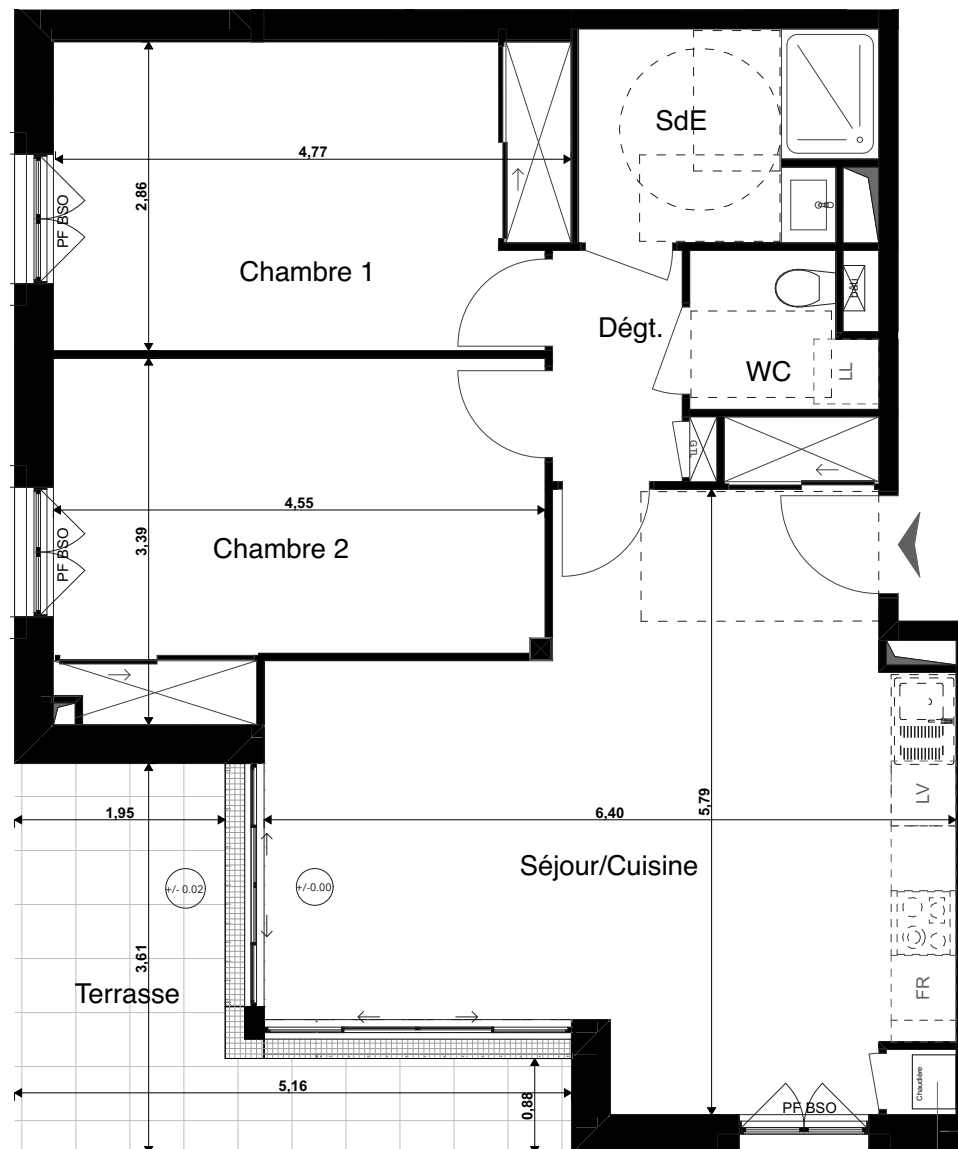 SdE
4,77
2,86
PF BSO
Chambre 1
Dégt.
WC
LL
GTL
4,55
3,39
PF BSO
Chambre 2
1,95
6,40
5,79
LV
Séjour/Cuisine
+/- 0.02
+/-0.00
3,61
Terrasse
FR
5,16
0,88
PF BSO
Chaudière